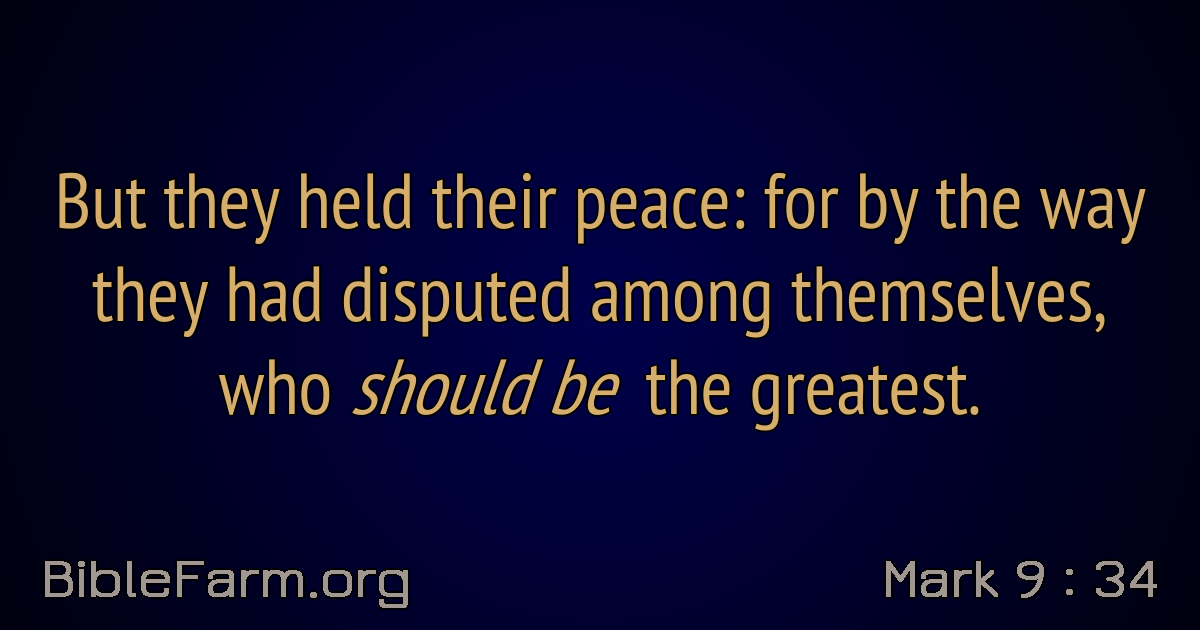 But they held their peace: for by the way
they had disputed among themselves,
who should be the greatest.
BibleFarm.org
Mark 9 : 34